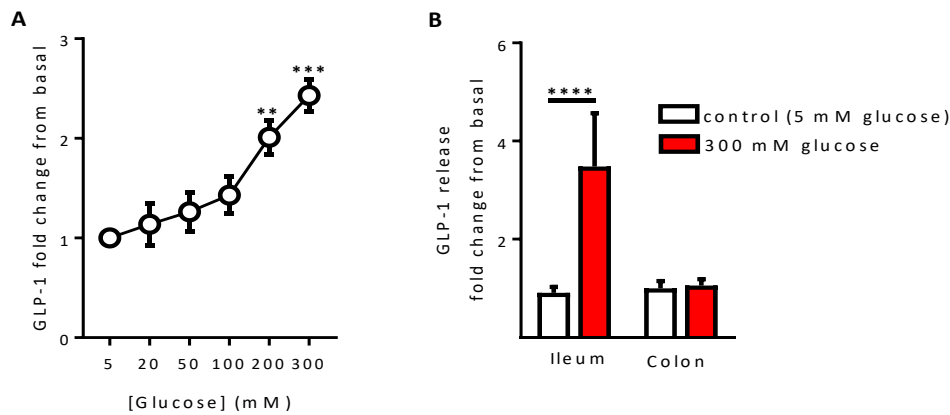 A
GLP-1 fold change from basal
3
2
1
0
**
***
5 20 50 100 200 300
[Glucose] (mM)
B
GLP-1 release
fold change from basal
6
4
2
****
control (5 mM glucose)
300 mM glucose
Ileum Colon